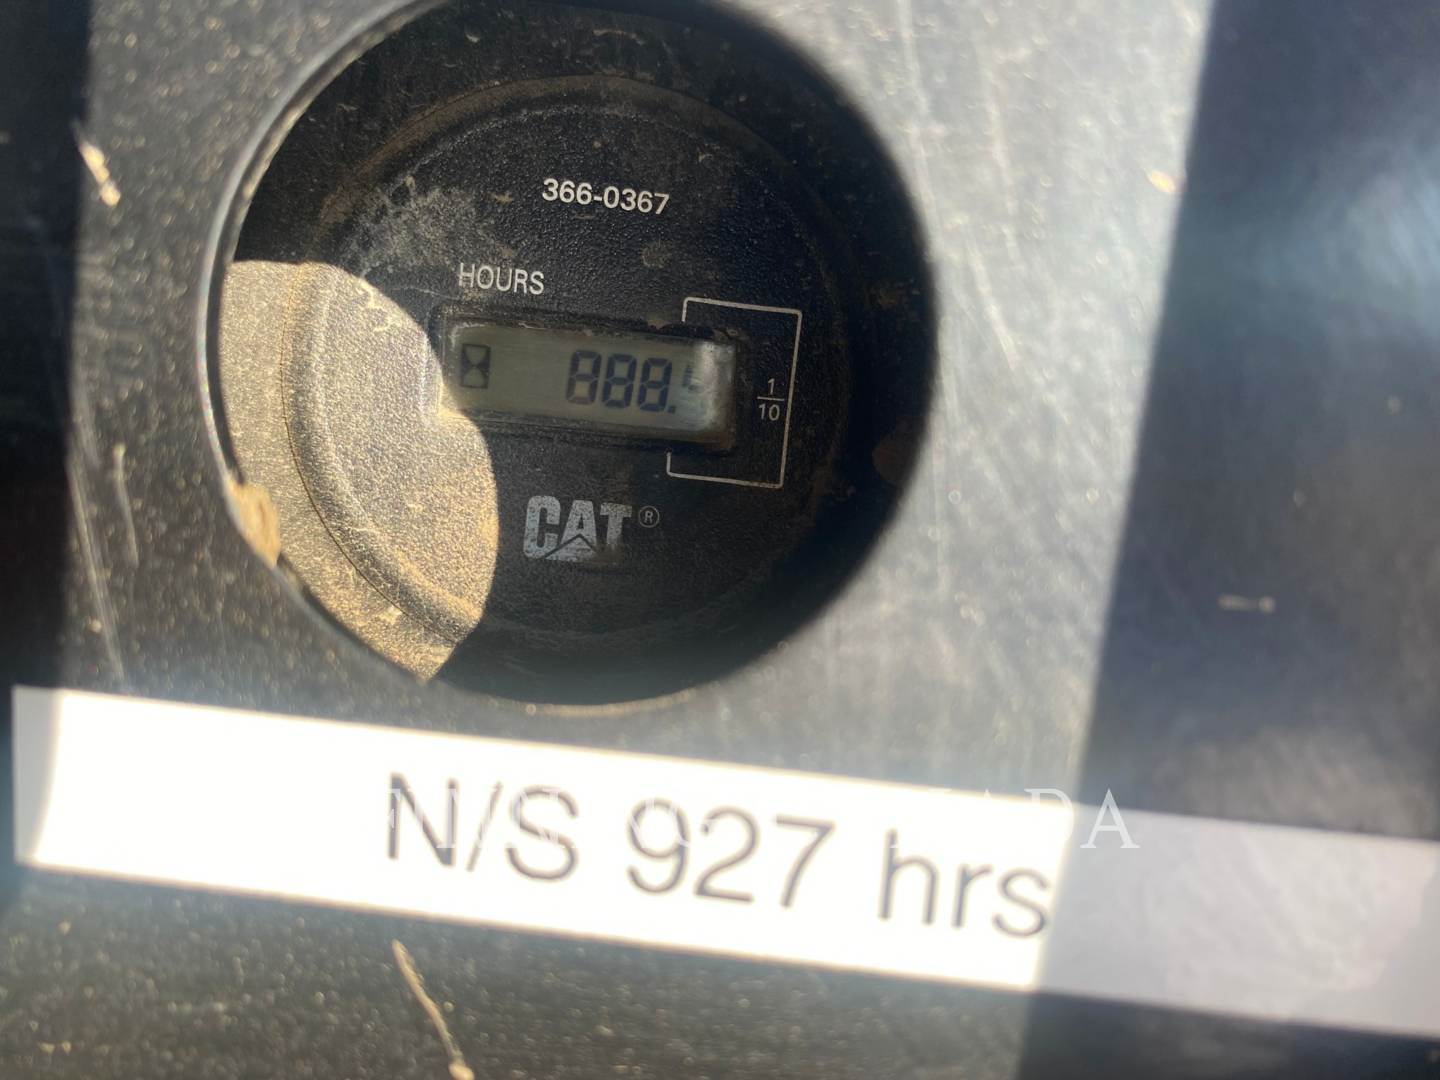 366-0367
HOURS
888.
1
10
CAT®
N/S 927 hrs